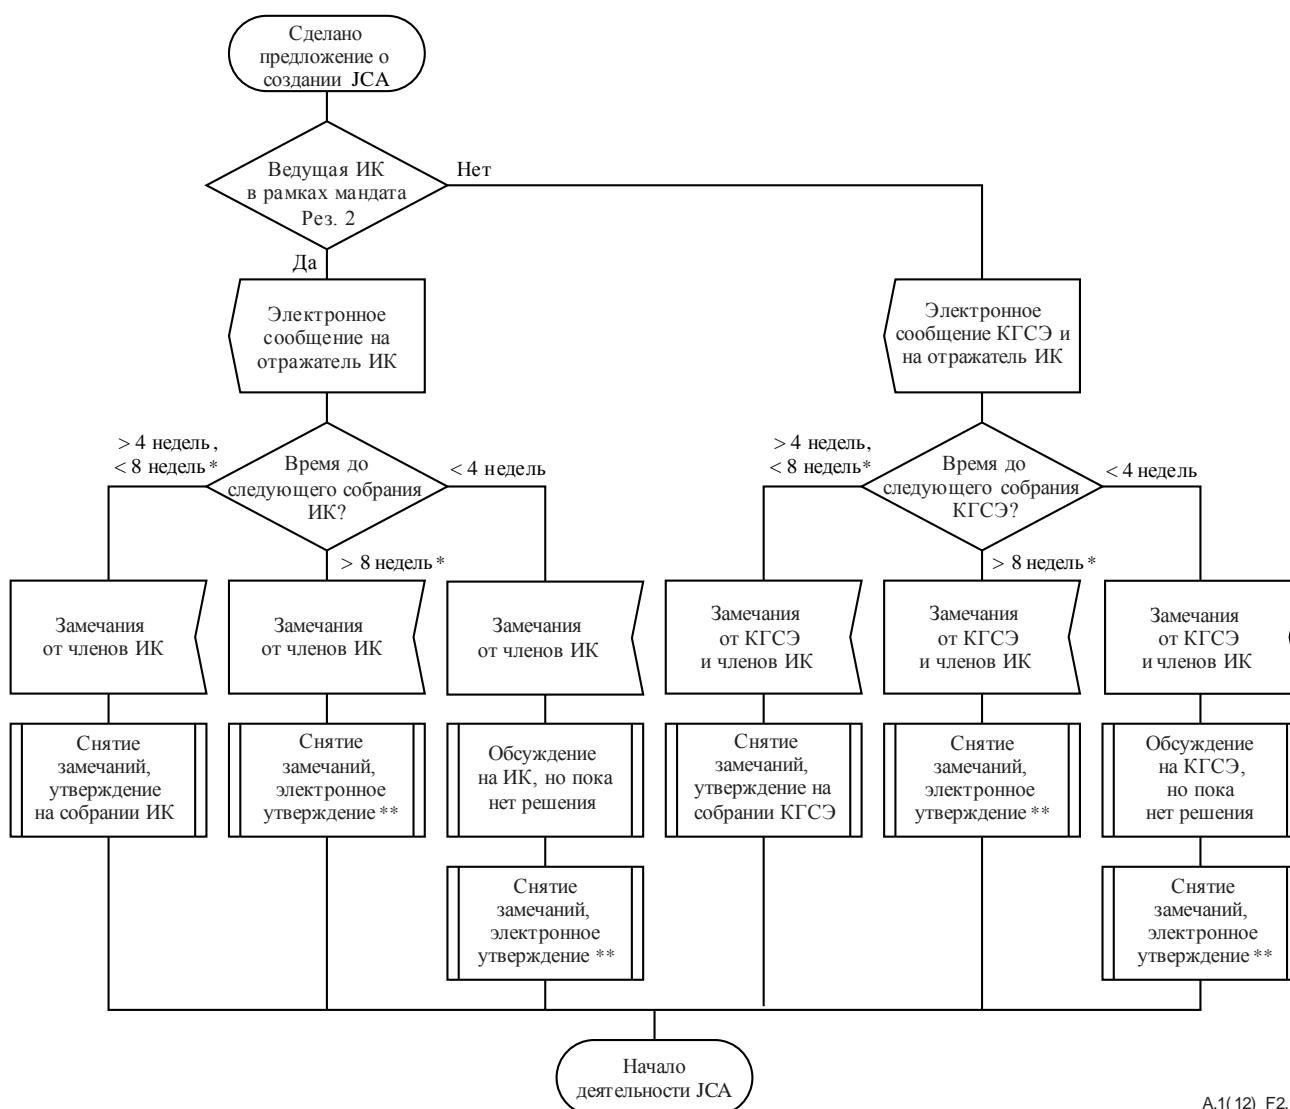 Сделано
предложение о
создании JCA
Ведущая ИК
в рамках мандата
Рез. 2
Нет
Да
Электронное
сообщение на
отражатель ИК
Электронное
сообщение КГСЭ и
на отражатель ИК
> 4 недель,
< 8 недель *
Время до
следующего собрания
ИК?
< 4 недель
> 8 недель *
> 4 недель,
< 8 недель *
Время до
следующего собрания
КГСЭ?
< 4 недель
> 8 недель *
Замечания
от членов ИК
Замечания
от членов ИК
Замечания
от членов ИК
Замечания
от КГСЭ
и членов ИК
Замечания
от КГСЭ
и членов ИК
Замечания
от КГСЭ
и членов ИК
Снятие
замечаний,
утверждение
на собрании ИК
Снятие
замечаний,
электронное
утверждение **
Обсуждение
на ИК, но пока
нет решения
Снятие
замечаний,
утверждение на
собрании КГСЭ
Снятие
замечаний,
электронное
утверждение **
Обсуждение
на КГСЭ,
но пока
нет решения
Снятие
замечаний,
электронное
утверждение **
Снятие
замечаний,
электронное
утверждение **
Начало
деятельности JCA
A.1(12)_F2.